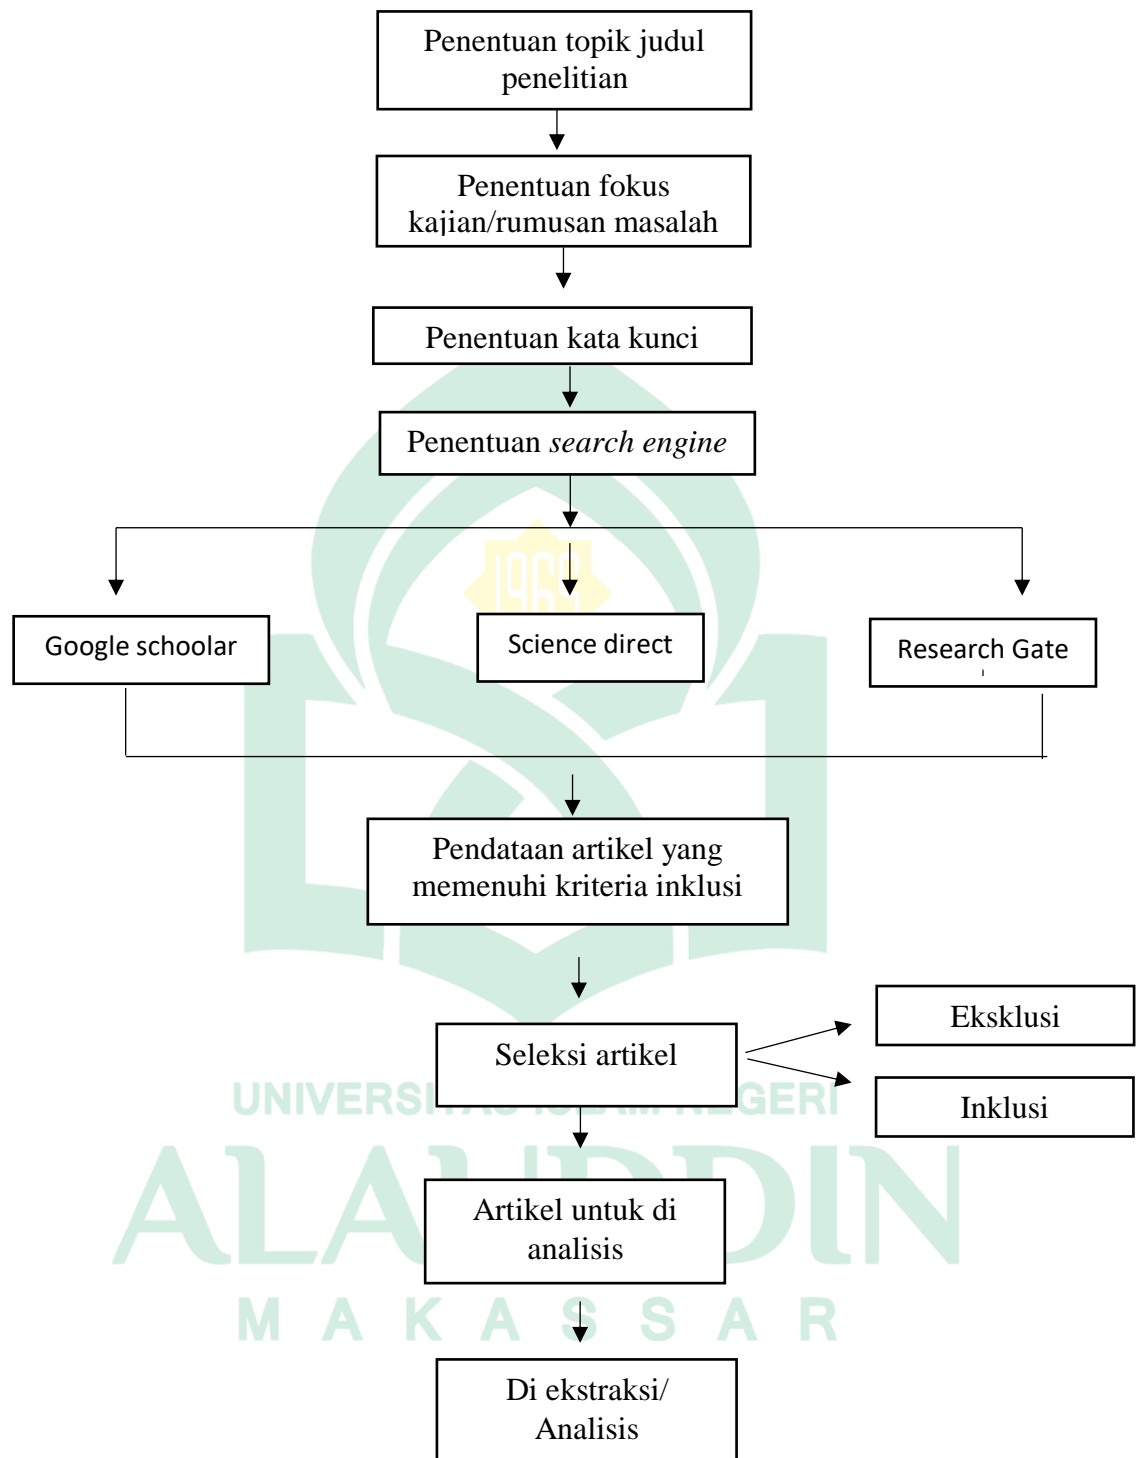 Penentuan topik judul
penelitian
Penentuan fokus
kajian/rumusan masalah
Penentuan kata kunci
Penentuan search engine
1965
Google schoolar
Science direct
Research Gate
Pendataan artikel yang
memenuhi kriteria inklusi
Seleksi artikel
Eksklusi
Inklusi
UNIVERSITAS ISLAM NEGERI
ALAUDDIN
Artikel untuk di
analisis
MAKASSAR
Di ekstraksi/
Analisis